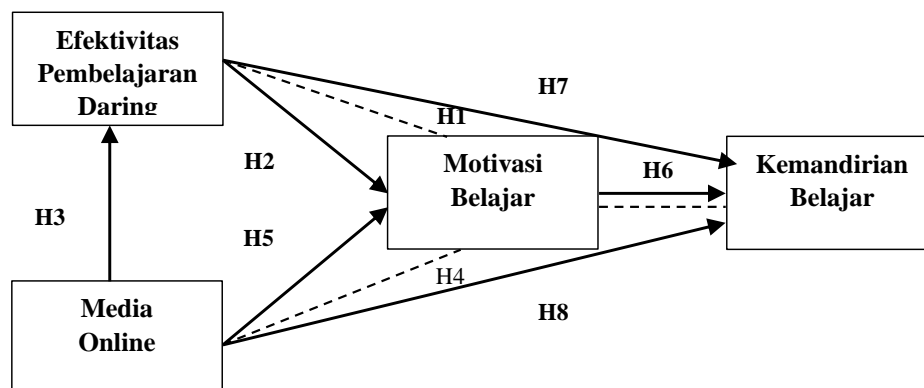 Efektivitas
Pembelajaran
Daring
H7
H1
H2
Motivasi
Belajar
H6
Kemandirian
Belajar
H3
H5
H4
Media
Online
H8